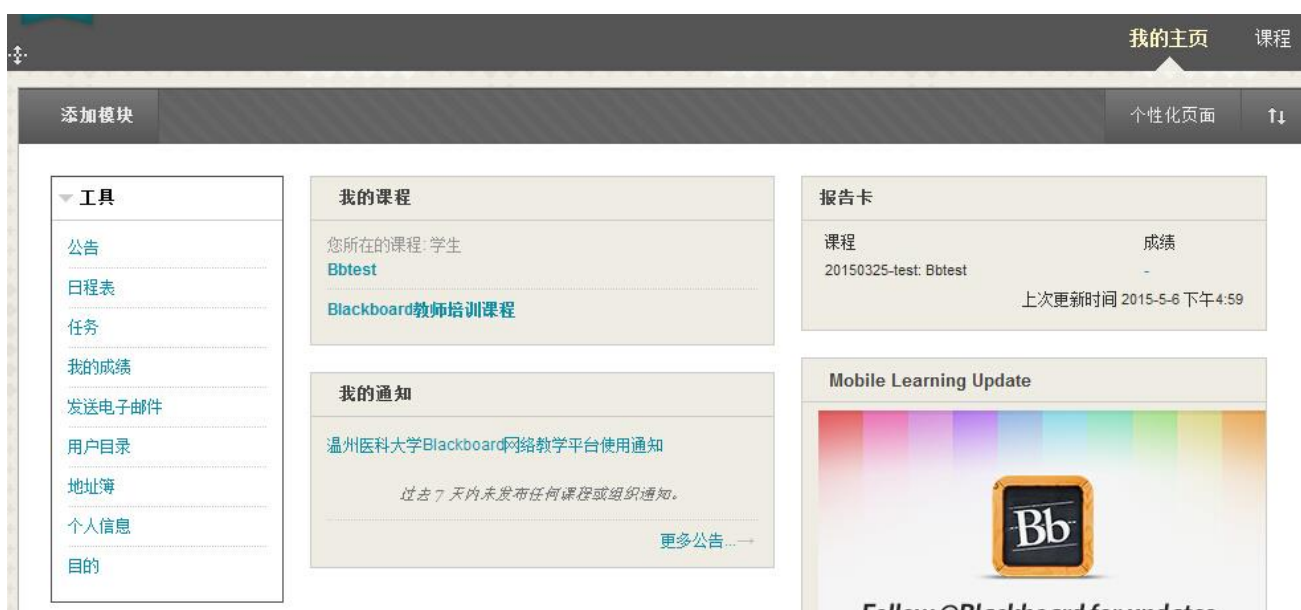 我的主页 课程
添加模块 个性化页面
工具
公告
日程表
任务
我的成绩
发送电子邮件
用户目录
地址簿
个人信息
目的
我的课程
您所在的课程: 学生
Bbtest
Blackboard教师培训课程
我的通知
温州医科大学Blackboard网络教学平台使用通知
过去 7 天内未发布任何课程或组织通知。
更多公告...→
报告卡
课程 成绩
20150325-test: Bbtest -
上次更新时间 2015-5-6 下午4:59
Mobile Learning Update
Bb
Follow @Blackboard for updates